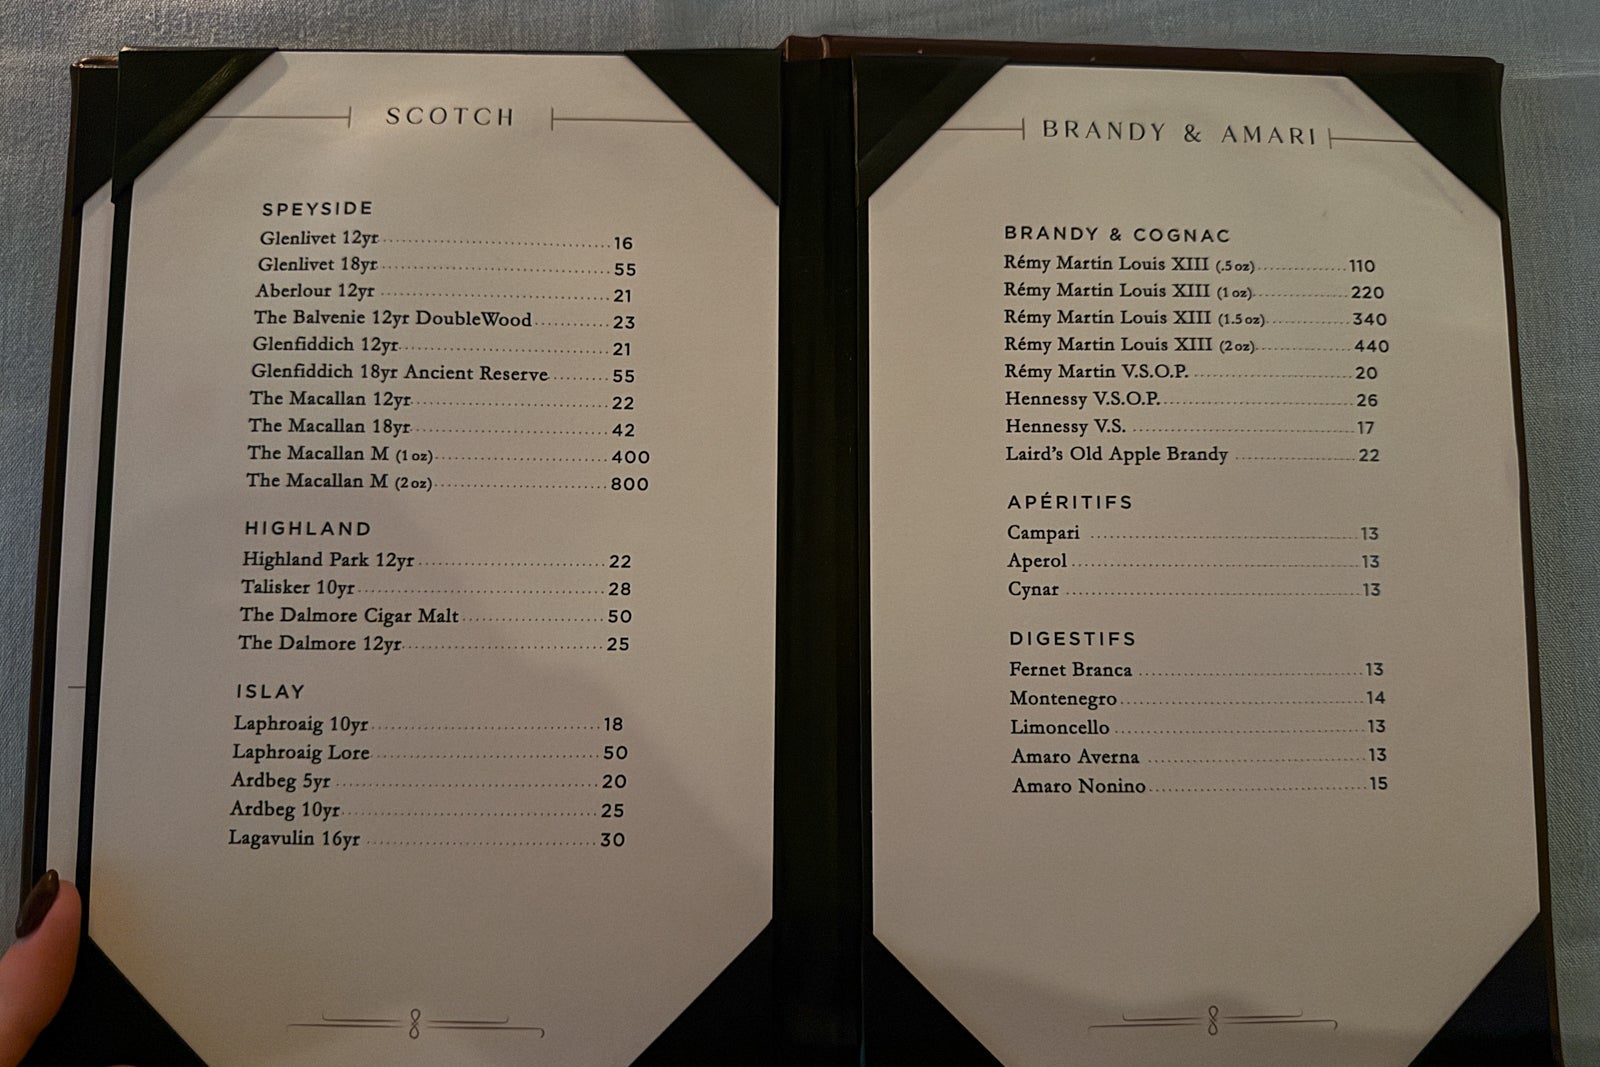 SCOTCH
SPEYSIDE
Glenlivet 12yr 16
Glenlivet 18yr 55
Aberlour 12yr 21
The Balvenie 12yr DoubleWood 23
Glenfiddich 12yr 21
Glenfiddich 18yr Ancient Reserve 55
The Macallan 12yr 22
The Macallan 18yr 42
The Macallan M (1 oz) 400
The Macallan M (2 oz) 800
HIGHLAND
Highland Park 12yr 22
Talisker 10yr 28
The Dalmore Cigar Malt 50
The Dalmore 12yr 25
ISLAY
Laphroaig 10yr 18
Laphroaig Lore 50
Ardbeg 5yr 20
Ardbeg 10yr 25
Lagavulin 16yr 30
BRANDY & AMARI
BRANDY & COGNAC
Rémy Martin Louis XIII (.5 oz) 110
Rémy Martin Louis XIII (1 oz) 220
Rémy Martin Louis XIII (1.5 oz) 340
Rémy Martin Louis XIII (2 oz) 440
Rémy Martin V.S.O.P. 20
Hennessy V.S.O.P. 26
Hennessy V.S. 17
Laird's Old Apple Brandy 22
APÉRITIFS
Campari 13
Aperol 13
Cynar 13
DIGESTIFS
Fernet Branca 13
Montenegro 14
Limoncello 13
Amaro Averna 13
Amaro Nonino 15